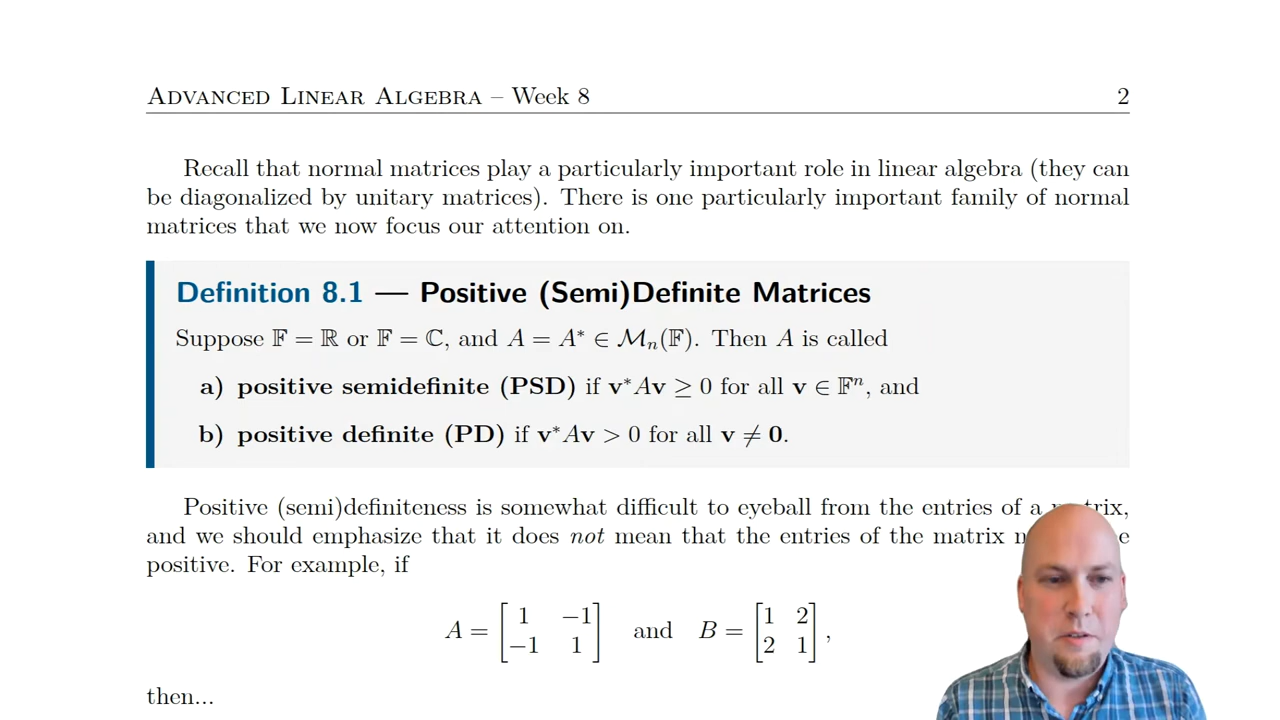 ADVANCED LINEAR ALGEBRA – Week 8 2
Recall that normal matrices play a particularly important role in linear algebra (they can
be diagonalized by unitary matrices). There is one particularly important family of normal
matrices that we now focus our attention on.
Definition 8.1 — Positive (Semi)Definite Matrices
Suppose 𝔽 = ℝ or 𝔽 = ℂ, and A = A* ∈ ℳₙ(𝔽). Then A is called
a) positive semidefinite (PSD) if v*Av ≥ 0 for all v ∈ 𝔽ⁿ, and
b) positive definite (PD) if v*Av > 0 for all v ≠ 0.
Positive (semi)definiteness is somewhat difficult to eyeball from the entries of a
and we should emphasize that it does not mean that the entries of the matrix
positive. For example, if
A = [1 −1; −1 1] and B = [1 2; 2 1],
then...